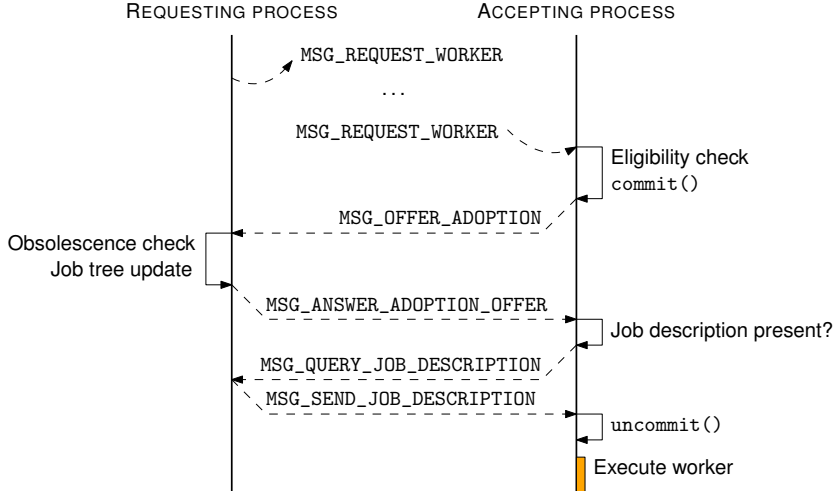 REQUESTING PROCESS
ACCEPTING PROCESS
MSG_REQUEST_WORKER
...
MSG_REQUEST_WORKER
Eligibility check
commit()
MSG_OFFER_ADOPTION
Obsolescence check
Job tree update
MSG_ANSWER_ADOPTION_OFFER
Job description present?
MSG_QUERY_JOB_DESCRIPTION
MSG_SEND_JOB_DESCRIPTION
uncommit()
Execute worker